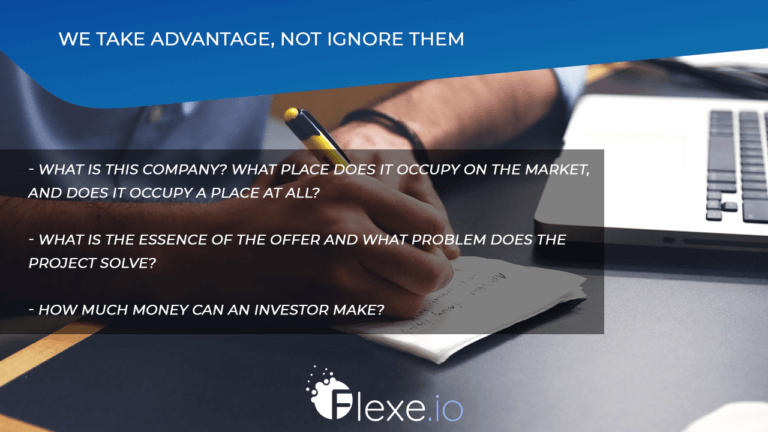 WE TAKE ADVANTAGE, NOT IGNORE THEM
- WHAT IS THIS COMPANY? WHAT PLACE DOES IT OCCUPY ON THE MARKET,
AND DOES IT OCCUPY A PLACE AT ALL?
- WHAT IS THE ESSENCE OF THE OFFER AND WHAT PROBLEM DOES THE
PROJECT SOLVE?
- HOW MUCH MONEY CAN AN INVESTOR MAKE?
Flexe.io